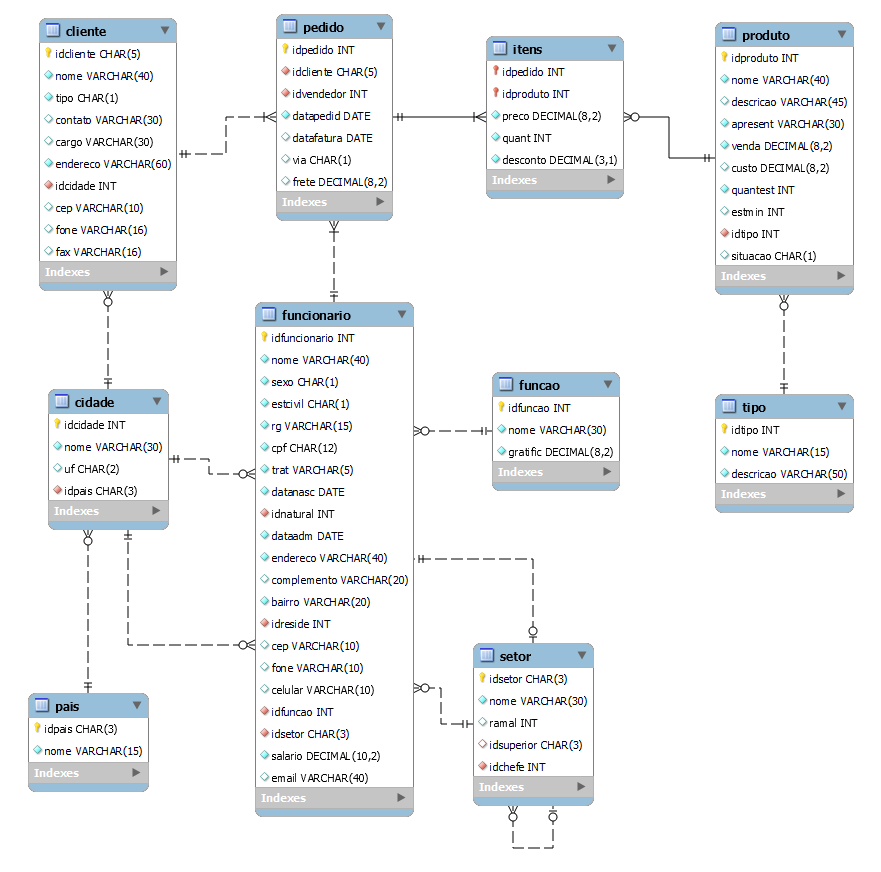 cliente
idcliente CHAR(5)
nome VARCHAR(40)
tipo CHAR(1)
contato VARCHAR(30)
cargo VARCHAR(30)
endereco VARCHAR(60)
idcidade INT
cep VARCHAR(10)
fone VARCHAR(16)
fax VARCHAR(16)
Indexes
pedido
idpedido INT
idcliente CHAR(5)
idvendedor INT
datapedid DATE
datafatura DATE
via CHAR(1)
frete DECIMAL(8,2)
Indexes
itens
idpedido INT
idproduto INT
preco DECIMAL(8,2)
quant INT
desconto DECIMAL(3,1)
Indexes
produto
idproduto INT
nome VARCHAR(40)
descricao VARCHAR(45)
apresent VARCHAR(30)
venda DECIMAL(8,2)
custo DECIMAL(8,2)
quantest INT
estmin INT
idtipo INT
situacao CHAR(1)
Indexes
cidade
idcidade INT
nome VARCHAR(30)
uf CHAR(2)
idpais CHAR(3)
Indexes
funcionario
idfuncionario INT
nome VARCHAR(40)
sexo CHAR(1)
estcivil CHAR(1)
rg VARCHAR(15)
cpf CHAR(12)
trat VARCHAR(5)
datanasc DATE
idnatural INT
dataadm DATE
endereco VARCHAR(40)
complemento VARCHAR(20)
bairro VARCHAR(20)
idreside INT
cep VARCHAR(10)
fone VARCHAR(10)
celular VARCHAR(10)
idfuncao INT
idsetor CHAR(3)
salario DECIMAL(10,2)
email VARCHAR(40)
Indexes
funcao
idfuncao INT
nome VARCHAR(30)
gratific DECIMAL(8,2)
Indexes
tipo
idtipo INT
nome VARCHAR(15)
descricao VARCHAR(50)
Indexes
pais
idpais CHAR(3)
nome VARCHAR(15)
Indexes
setor
idsetor CHAR(3)
nome VARCHAR(30)
ramal INT
idsuperior CHAR(3)
idchefe INT
Indexes